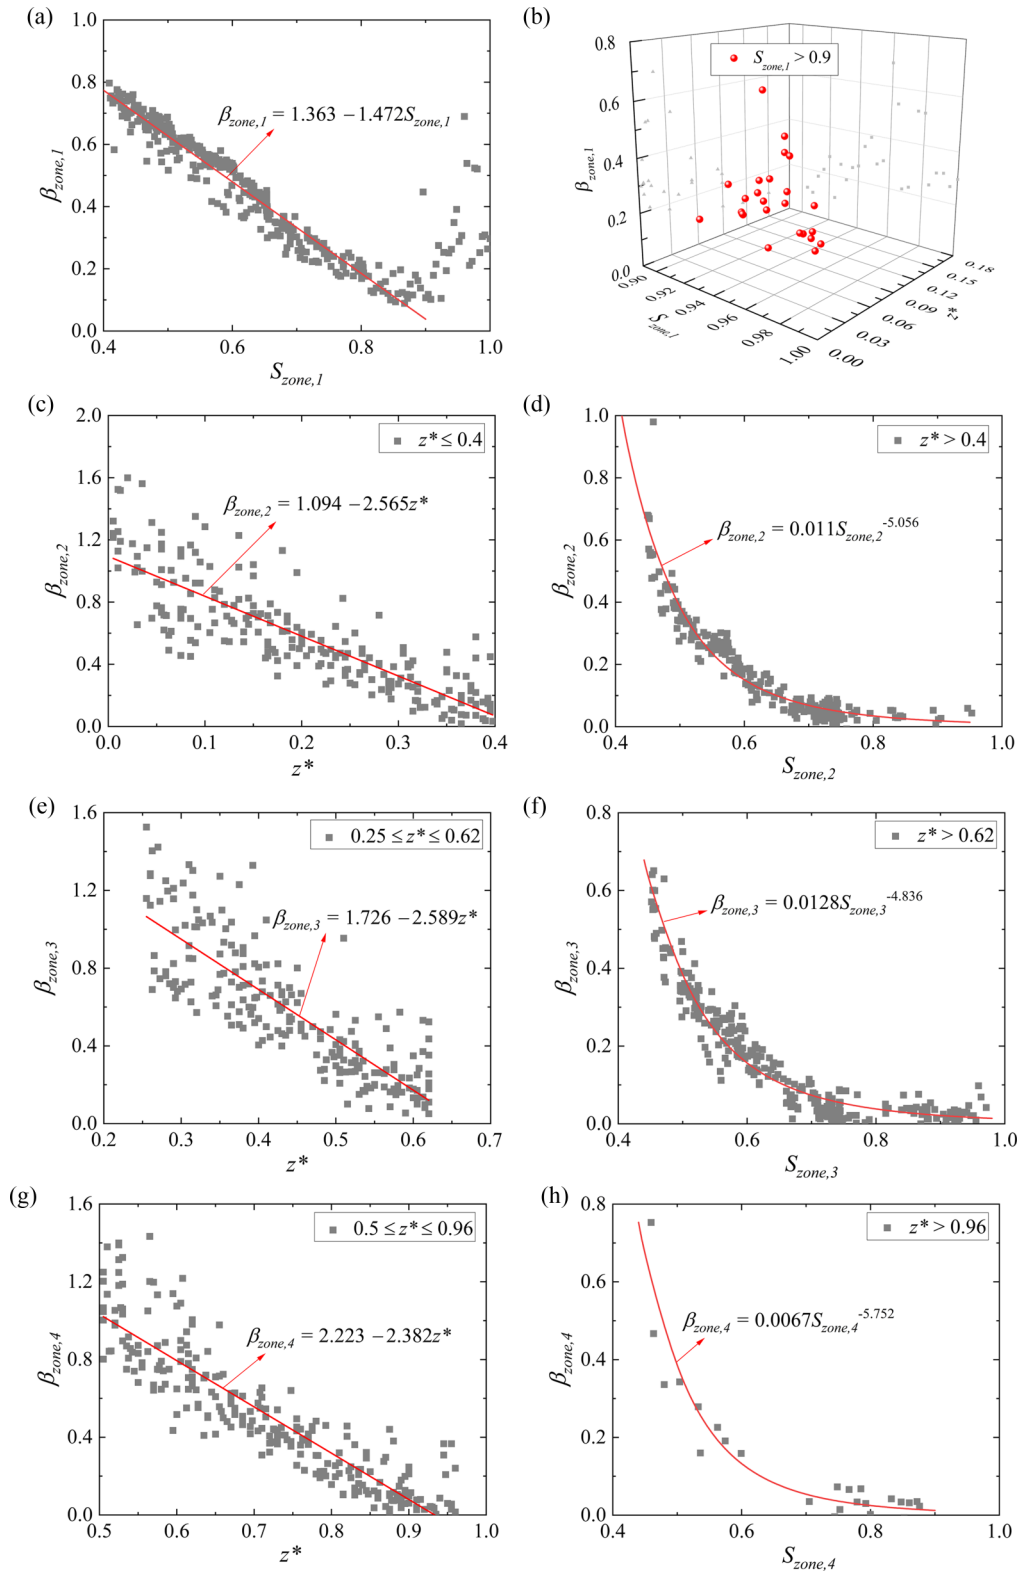 (a)
1.0
0.8
0.6
0.4
0.2
0.0
β_zone,1
β_zone,1 = 1.363 − 1.472S_zone,1
0.4
0.6
0.8
1.0
S_zone,1
(b)
S_zone,1 > 0.9
0.8
0.6
0.4
0.2
0.0
β_zone,1
0.90
0.92
0.94
0.96
0.98
1.00
S_zone,1
0.00
0.03
0.06
0.09
0.12
0.15
0.18
z*
(c)
2.0
1.6
1.2
0.8
0.4
0.0
β_zone,2
z* ≤ 0.4
β_zone,2 = 1.094 − 2.565z*
0.0
0.1
0.2
0.3
0.4
z*
(d)
1.0
0.8
0.6
0.4
0.2
0.0
β_zone,2
z* > 0.4
β_zone,2 = 0.011S_zone,2^-5.056
0.4
0.6
0.8
1.0
S_zone,2
(e)
1.6
1.2
0.8
0.4
0.0
β_zone,3
0.25 ≤ z* ≤ 0.62
β_zone,3 = 1.726 − 2.589z*
0.2
0.3
0.4
0.5
0.6
0.7
z*
(f)
0.8
0.6
0.4
0.2
0.0
β_zone,3
z* > 0.62
β_zone,3 = 0.0128S_zone,3^-4.836
0.4
0.6
0.8
1.0
S_zone,3
(g)
1.6
1.2
0.8
0.4
0.0
β_zone,4
0.5 ≤ z* ≤ 0.96
β_zone,4 = 2.223 − 2.382z*
0.5
0.6
0.7
0.8
0.9
1.0
z*
(h)
0.8
0.6
0.4
0.2
0.0
β_zone,4
z* > 0.96
β_zone,4 = 0.0067S_zone,4^-5.752
0.4
0.6
0.8
1.0
S_zone,4